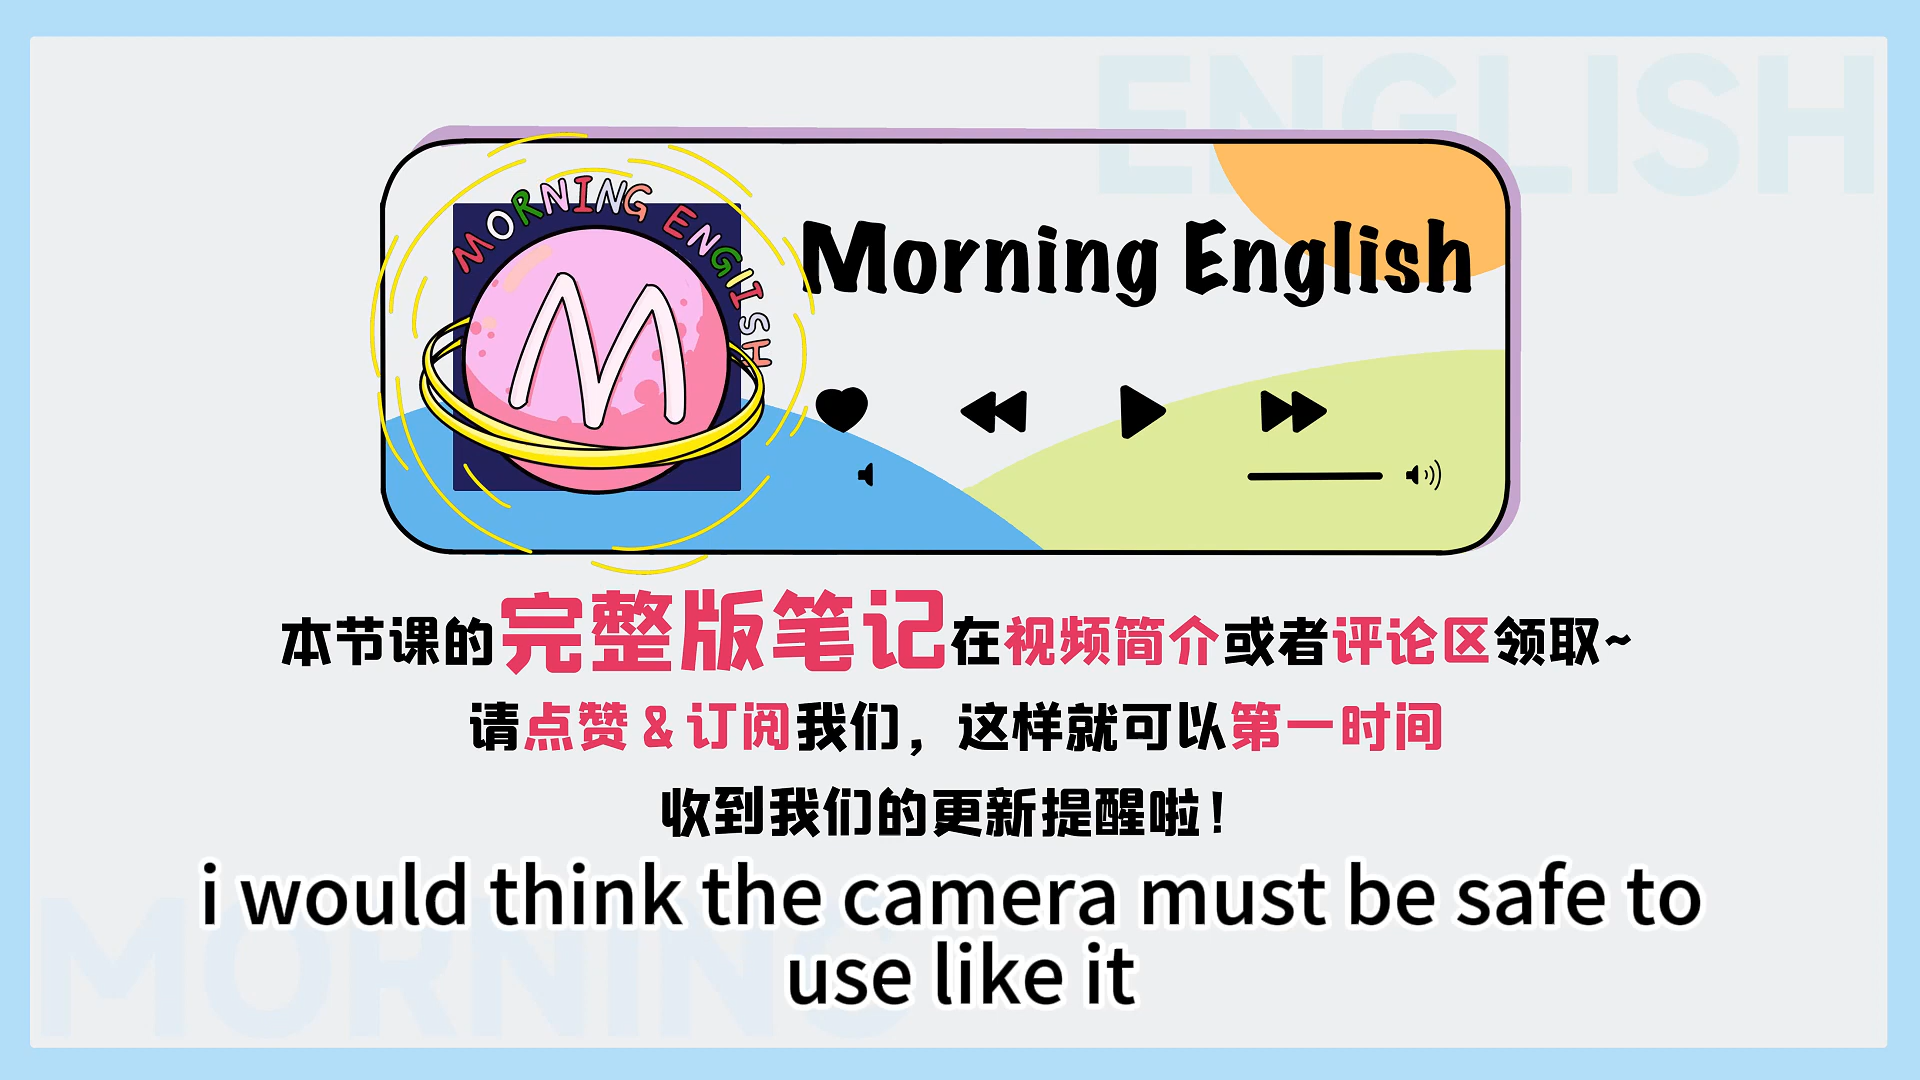 ENGLISH
MORNING ENGLISH
M
Morning English
本节课的完整版笔记在视频简介或者评论区领取~
请点赞&订阅我们，这样就可以第一时间
收到我们的更新提醒啦！
i would think the camera must be safe to
use like it
MORNING